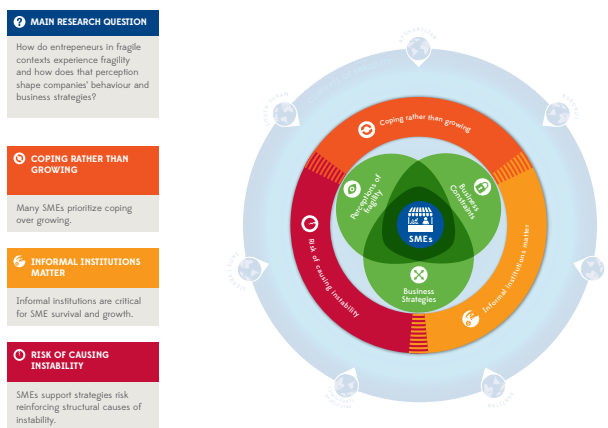 MAIN RESEARCH QUESTION
How do entrepeneurs in fragile
contexts experience fragility
and how does that perception
shape companies' behaviour and
business strategies?
COPING RATHER THAN
GROWING
Many SMEs prioritize coping
over growing.
INFORMAL INSTITUTIONS
MATTER
Informal institutions are critical
for SME survival and growth.
RISK OF CAUSING
INSTABILITY
SMEs support strategies risk
reinforcing structural causes of
instability.
Coping rather than growing
Perceptions of
fragility
Business
Constraints
SMEs
Business
Strategies
Risk of causing instability
Informal institutions matter